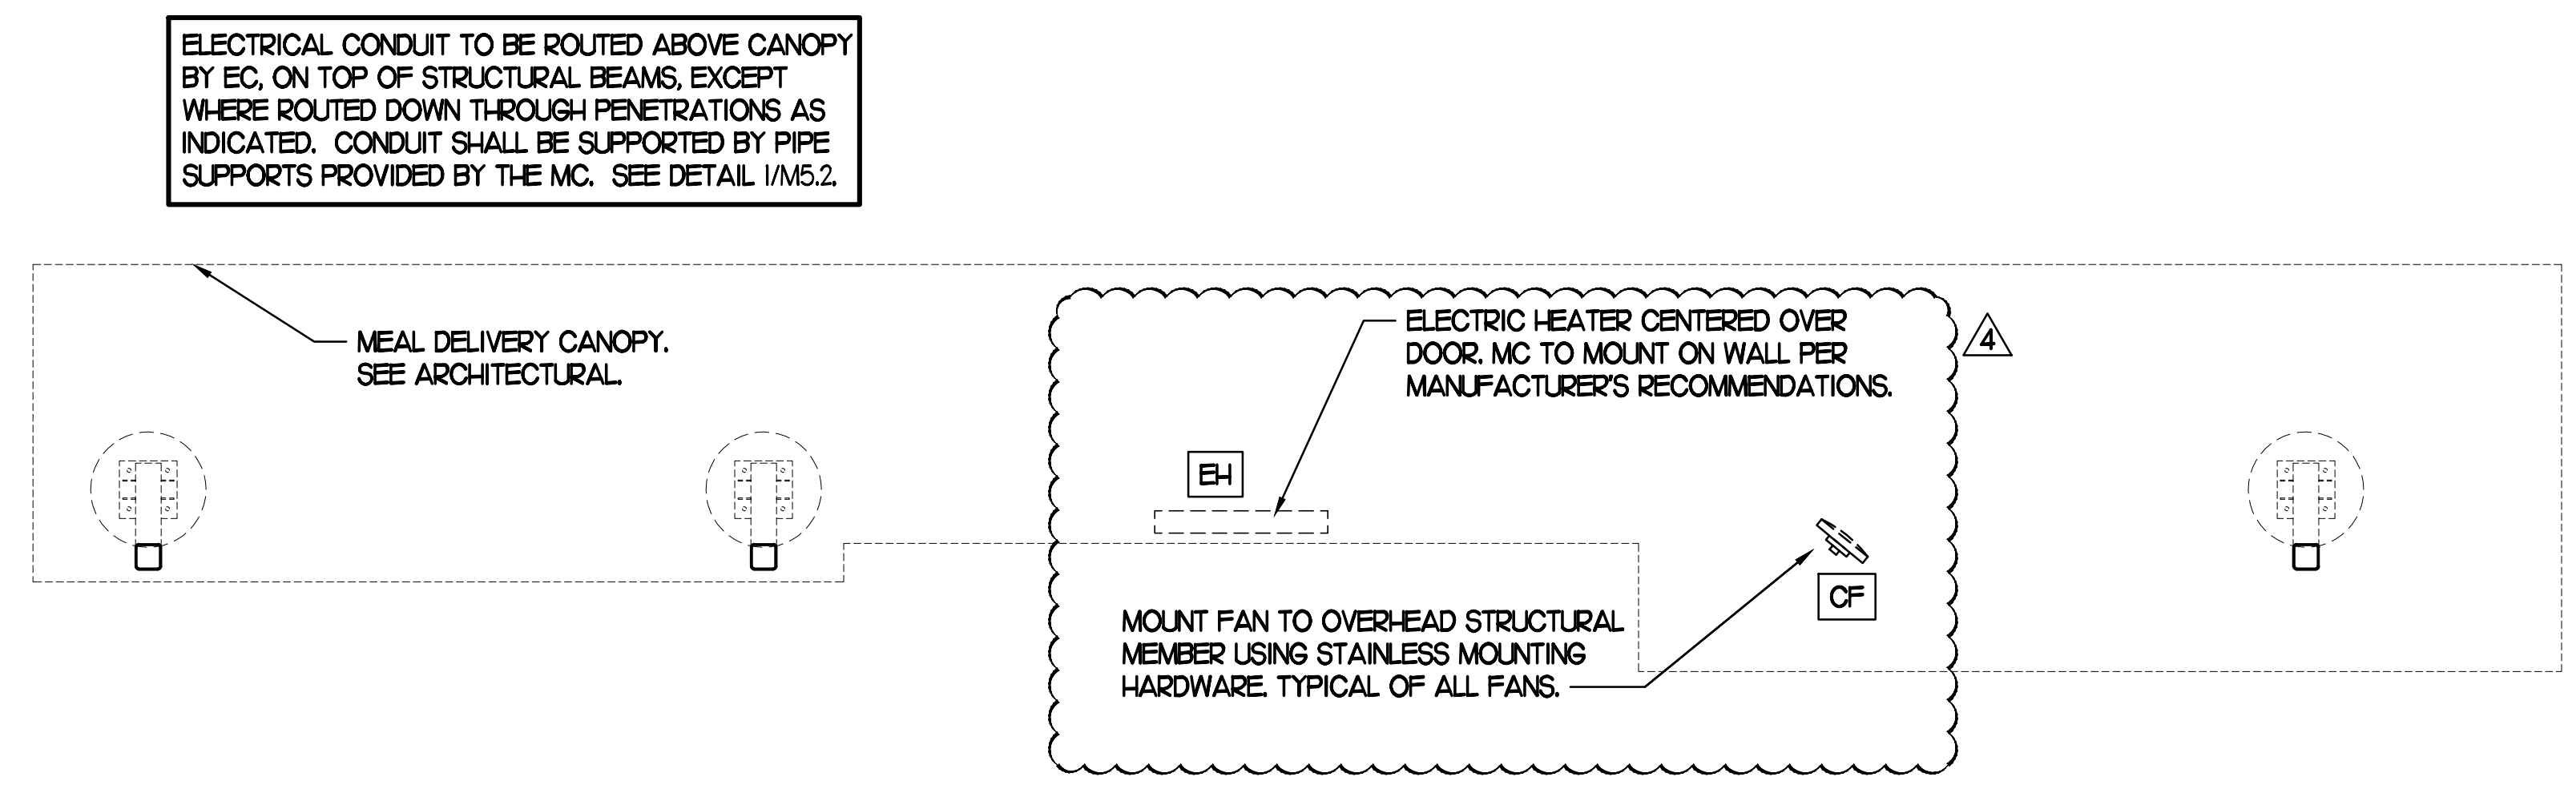 ELECTRICAL CONDUIT TO BE ROUTED ABOVE CANOPY
BY EC, ON TOP OF STRUCTURAL BEAMS, EXCEPT
WHERE ROUTED DOWN THROUGH PENETRATIONS AS
INDICATED. CONDUIT SHALL BE SUPPORTED BY PIPE
SUPPORTS PROVIDED BY THE MC. SEE DETAIL 1/M5.2.
MEAL DELIVERY CANOPY.
SEE ARCHITECTURAL.
ELECTRIC HEATER CENTERED OVER
DOOR. MC TO MOUNT ON WALL PER
MANUFACTURER'S RECOMMENDATIONS.
4
EH
CF
MOUNT FAN TO OVERHEAD STRUCTURAL
MEMBER USING STAINLESS MOUNTING
HARDWARE. TYPICAL OF ALL FANS.